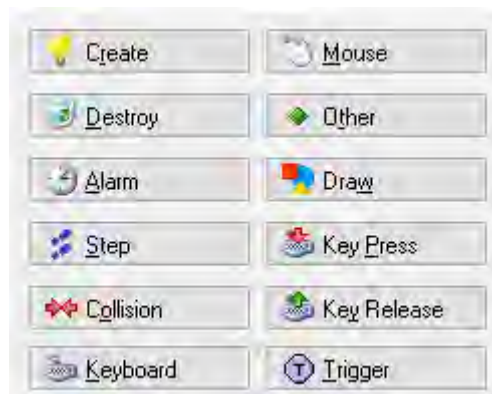 Create Mouse
Destroy Other
Alarm Draw
Step Key Press
Collision Key Release
Keyboard Trigger